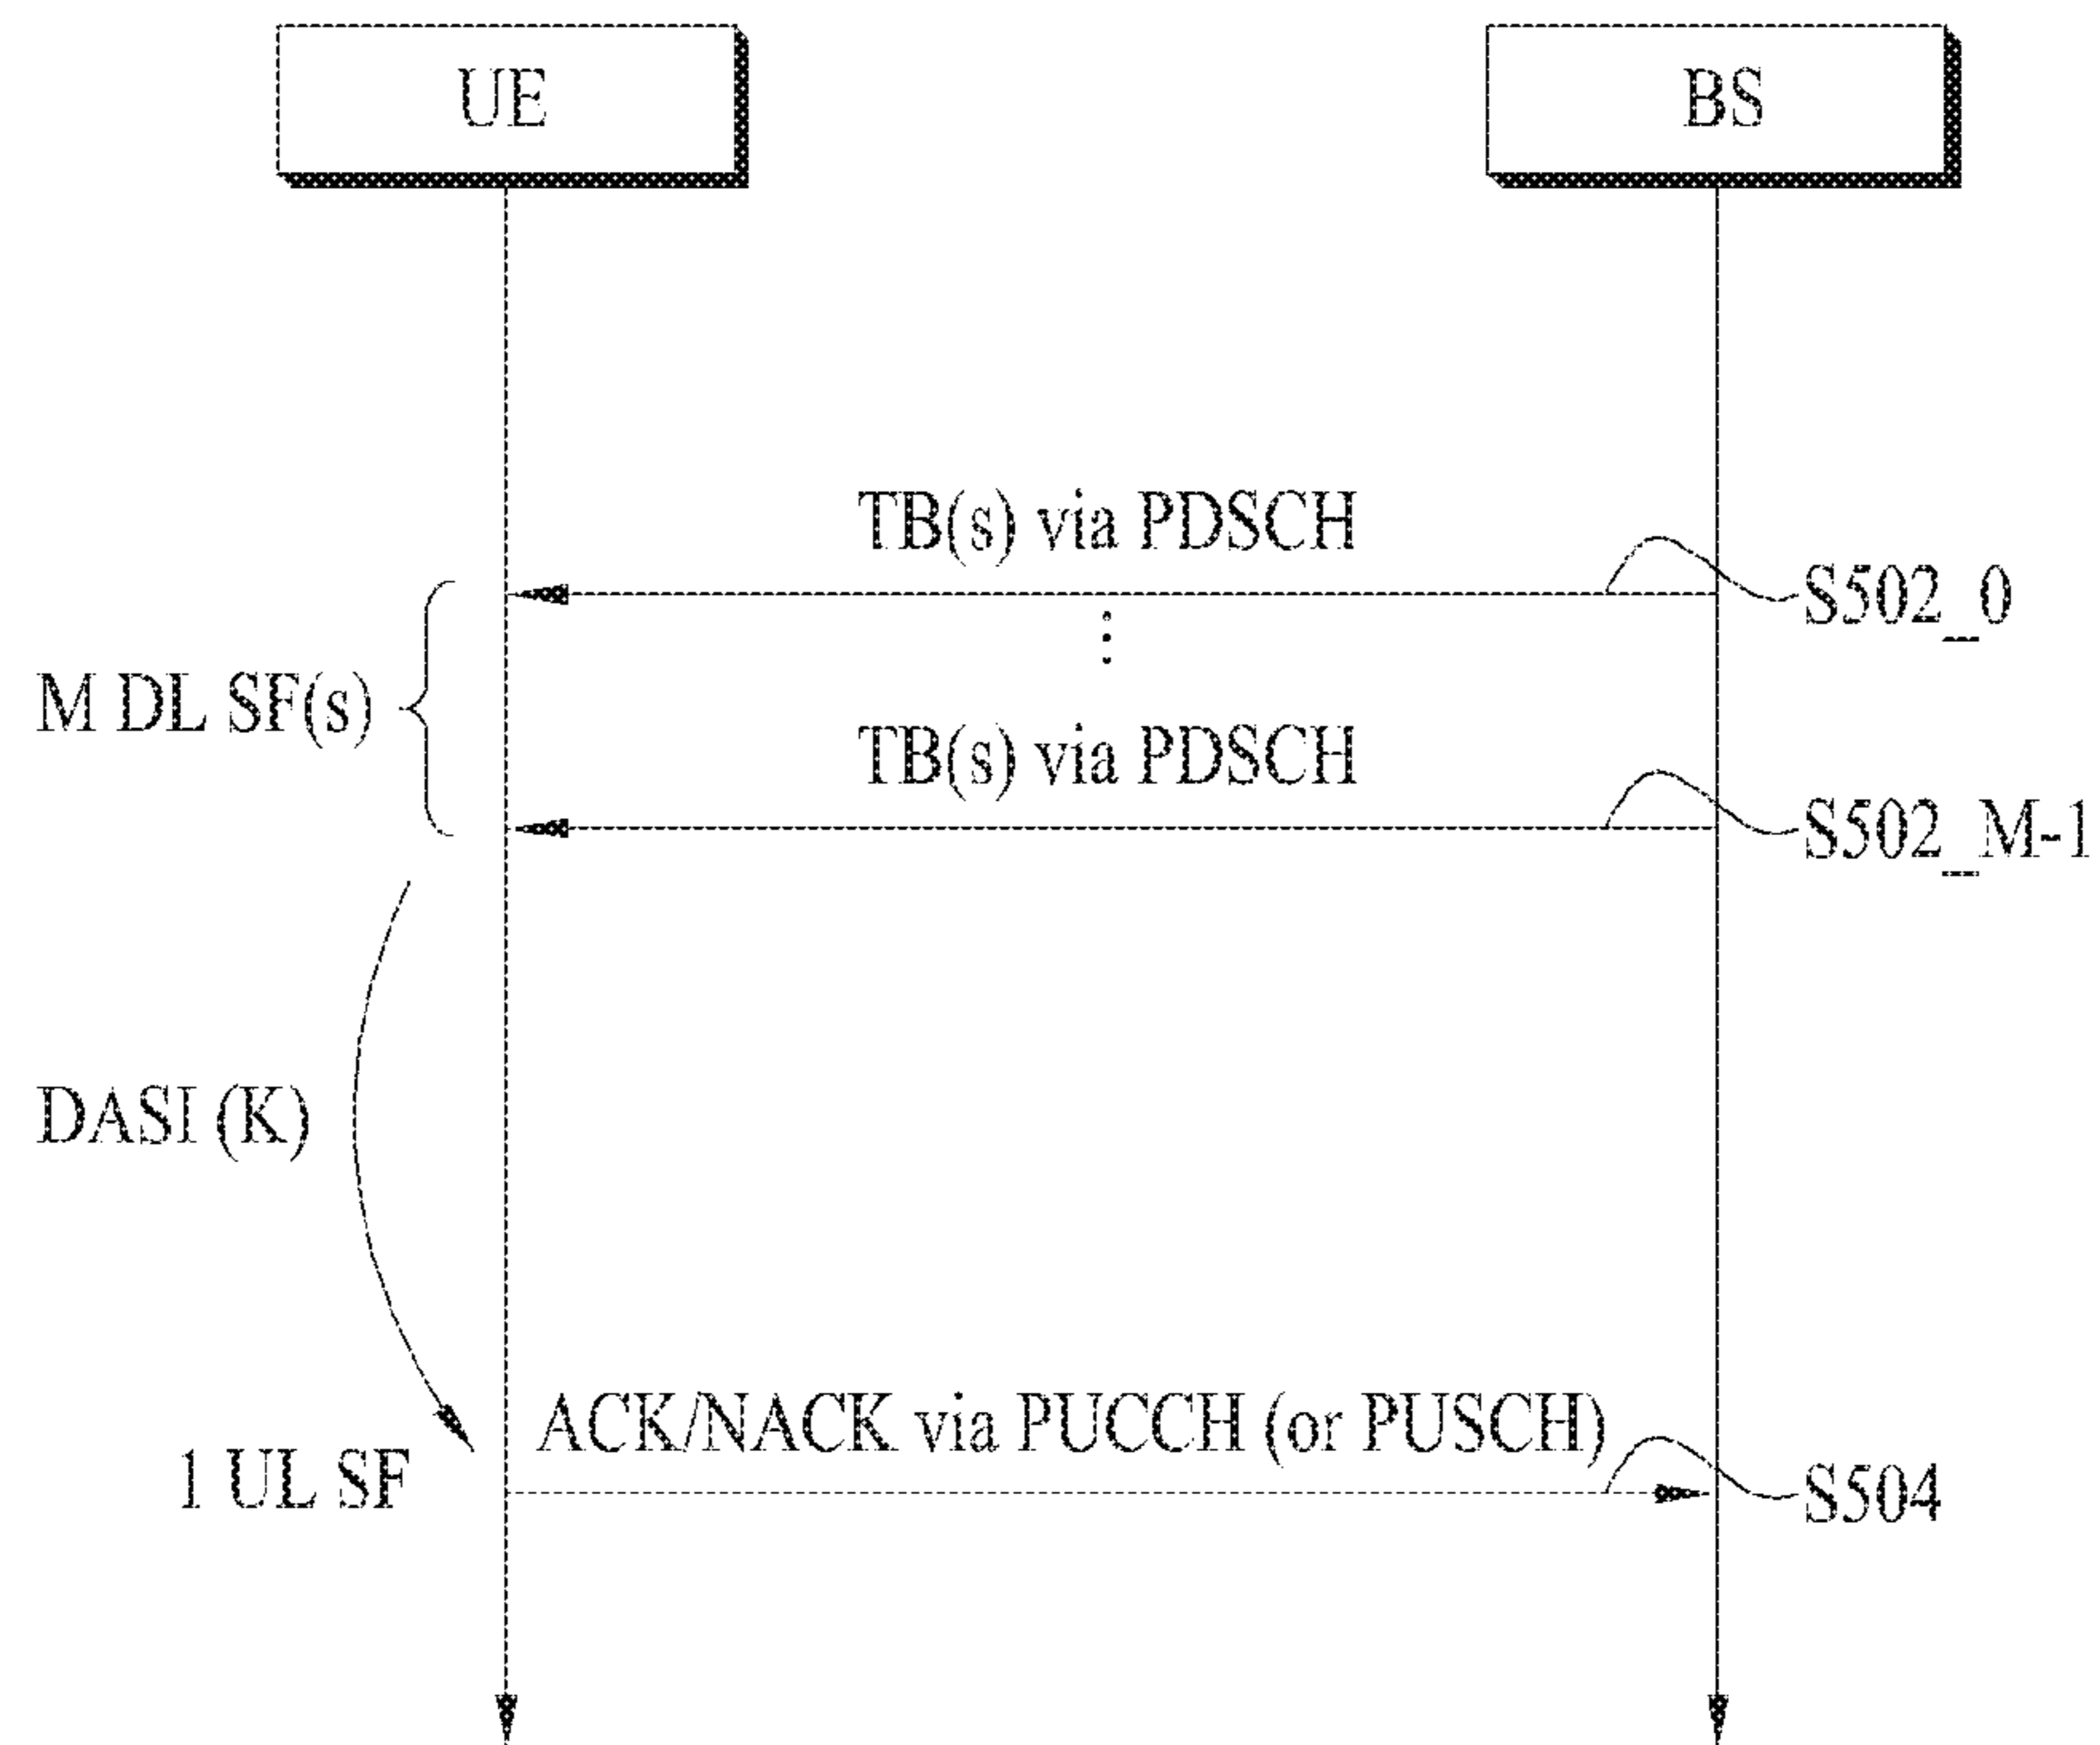 UE
BS
TB(s) via PDSCH
S502_0
M DL SF(s)
TB(s) via PDSCH
S502_M-1
DASI (K)
ACK/NACK via PUCCH (or PUSCH)
1 UL SF
S504